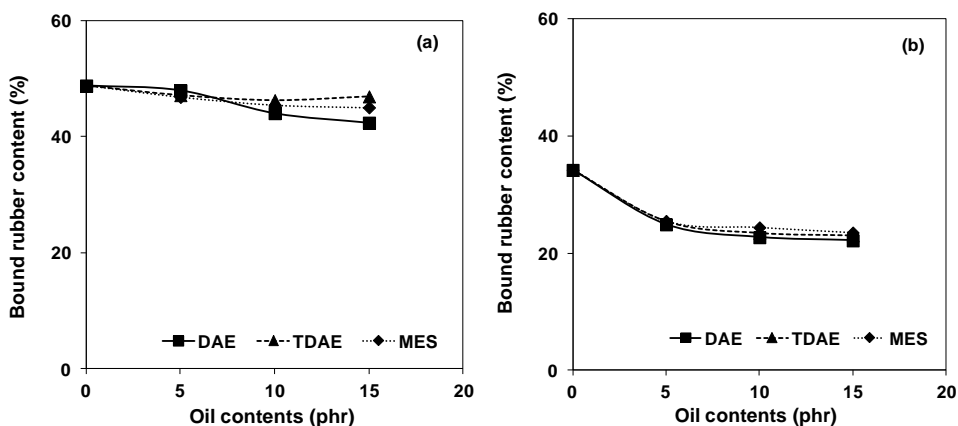 (a)
Bound rubber content (%)
60
40
20
0
DAE TDAE MES
0 5 10 15 20
Oil contents (phr)
(b)
Bound rubber content (%)
60
40
20
0
DAE TDAE MES
0 5 10 15 20
Oil contents (phr)